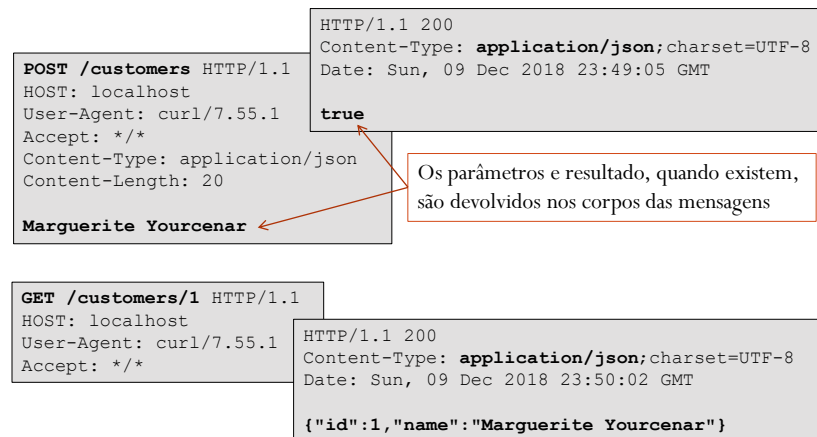 POST /customers HTTP/1.1
HOST: localhost
User-Agent: curl/7.55.1
Accept: */*
Content-Type: application/json
Content-Length: 20
Marguerite Yourcenar
HTTP/1.1 200
Content-Type: application/json;charset=UTF-8
Date: Sun, 09 Dec 2018 23:49:05 GMT
true
Os parâmetros e resultado, quando existem,
são devolvidos nos corpos das mensagens
GET /customers/1 HTTP/1.1
HOST: localhost
User-Agent: curl/7.55.1
Accept: */*
HTTP/1.1 200
Content-Type: application/json;charset=UTF-8
Date: Sun, 09 Dec 2018 23:50:02 GMT
{"id":1,"name":"Marguerite Yourcenar"}